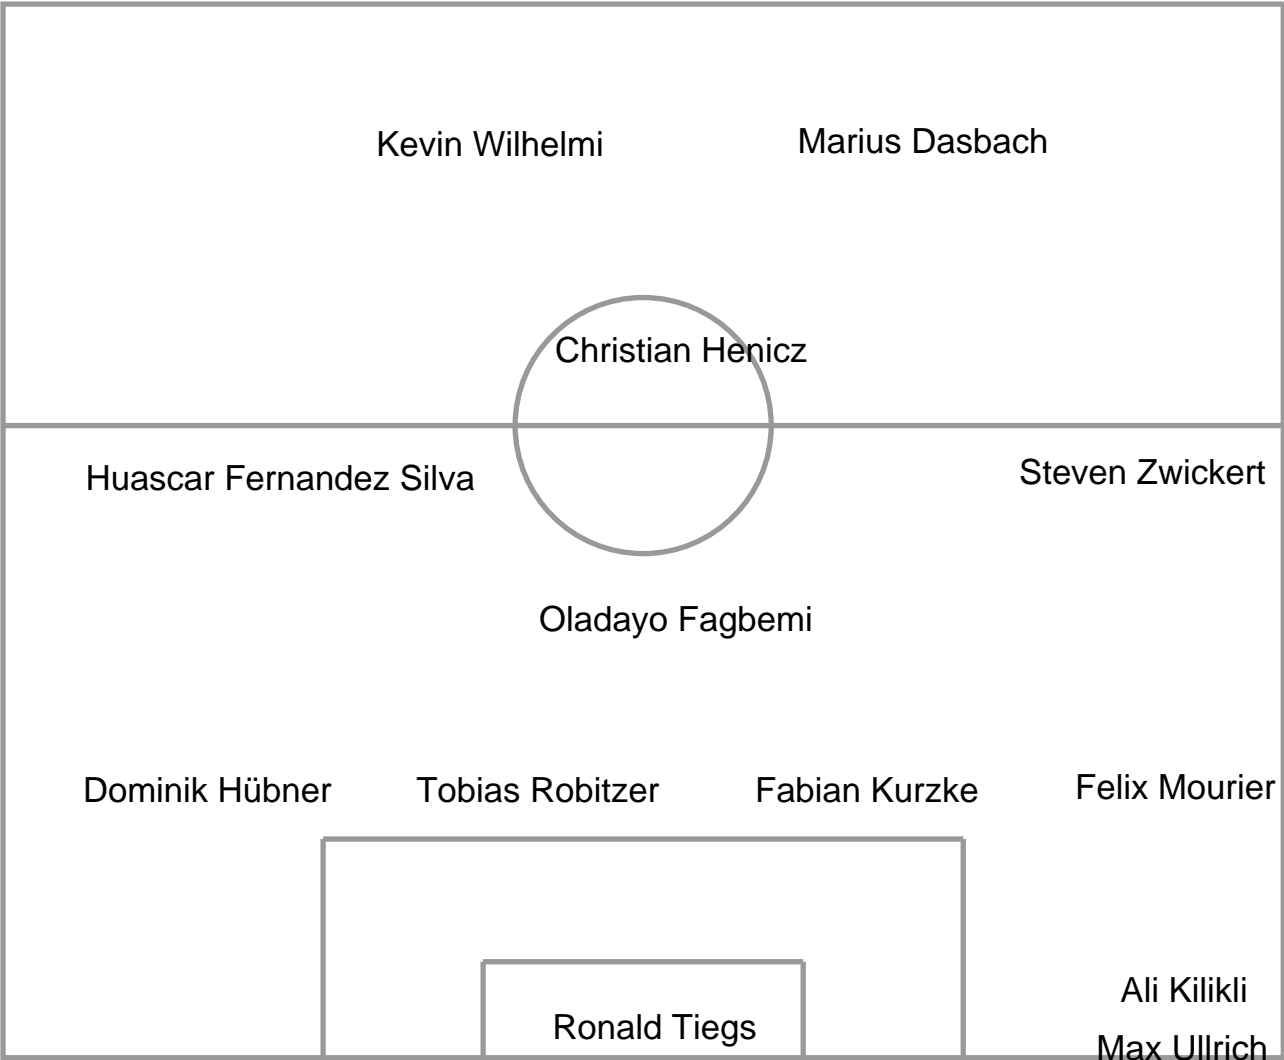 Kevin Wilhelmi
Marius Dasbach
Christian Henicz
Huascar Fernandez Silva
Steven Zwickert
Oladayo Fagbemi
Dominik Hübner
Tobias Robitzer
Fabian Kurzke
Felix Mourier
Ali Kilikli
Ronald Tiegs
Max Ullrich